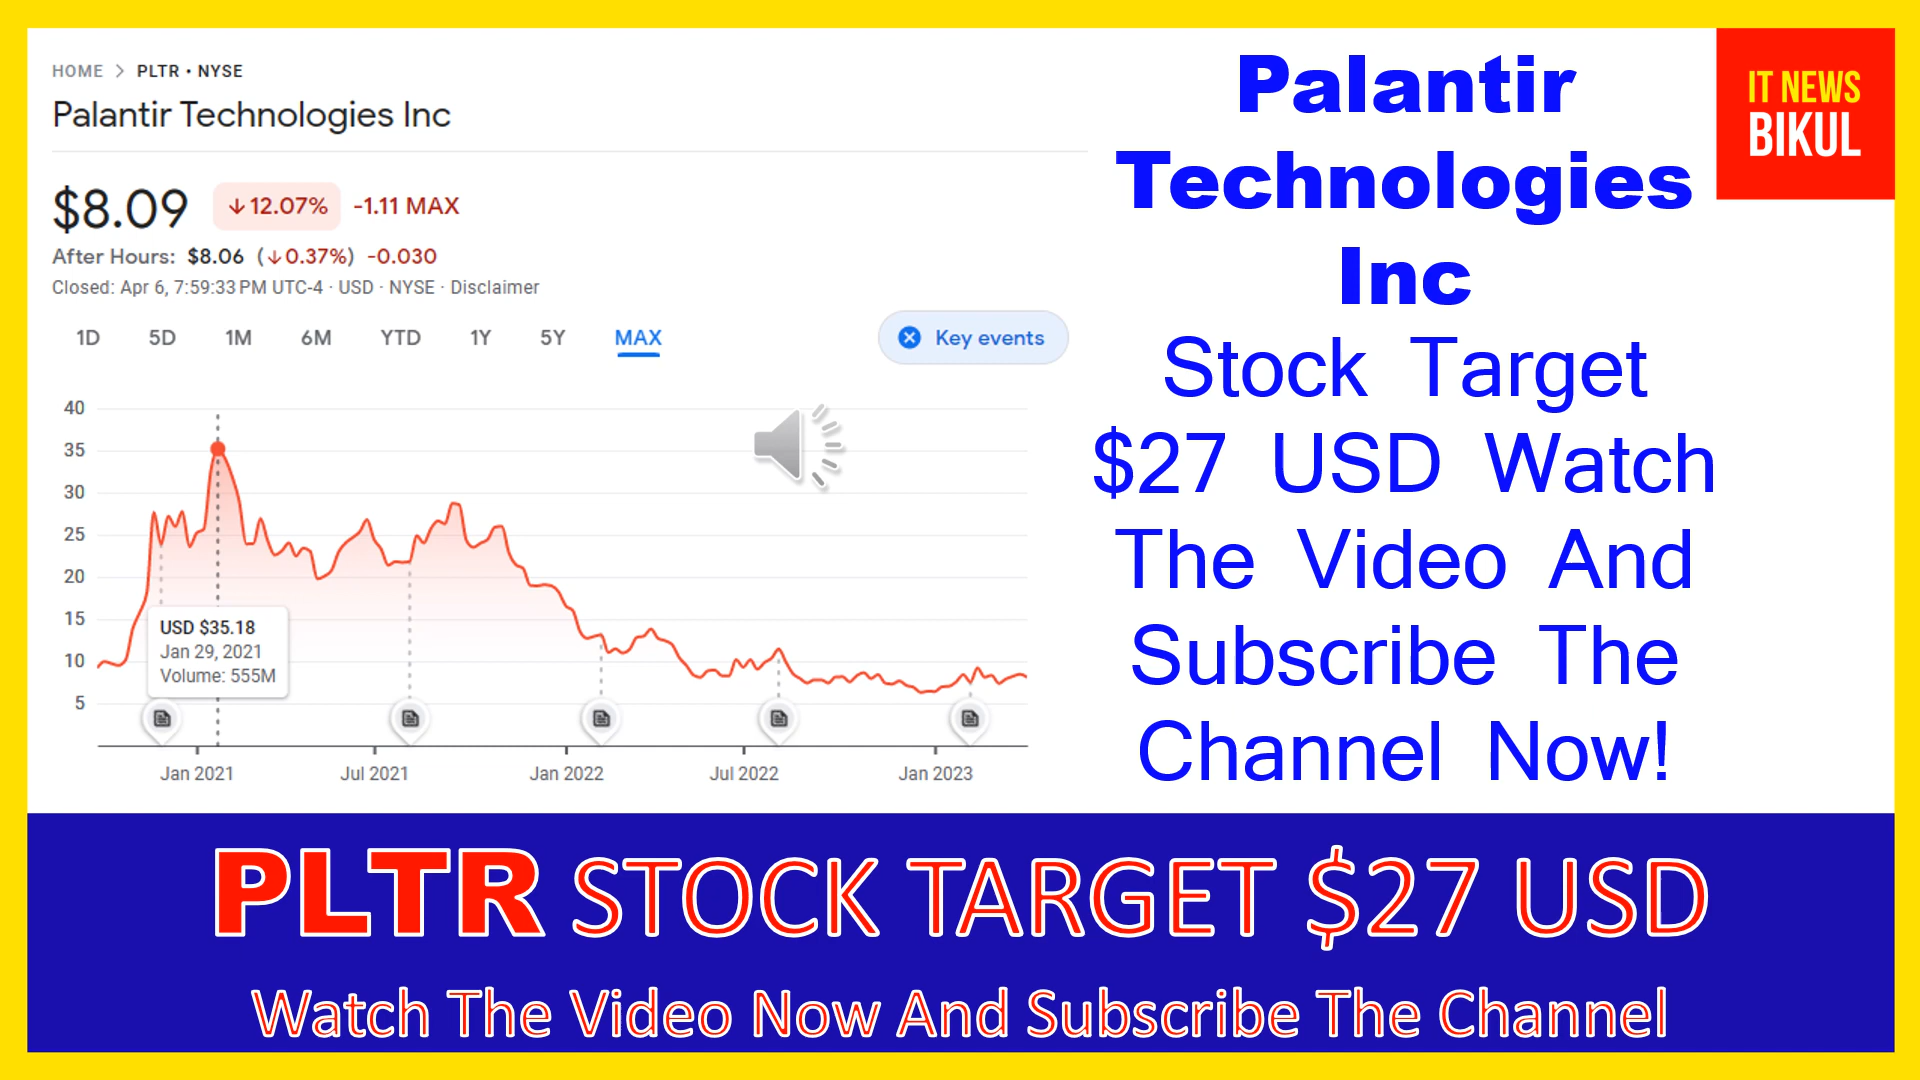 HOME > PLTR • NYSE
Palantir Technologies Inc
$8.09 ↓12.07% -1.11 MAX
After Hours: $8.06 (↓0.37%) -0.030
Closed: Apr 6, 7:59:33 PM UTC-4 · USD · NYSE · Disclaimer
1D 5D 1M 6M YTD 1Y 5Y MAX Key events
40
35
30
25
20
15
10
5
USD $35.18
Jan 29, 2021
Volume: 555M
Jan 2021 Jul 2021 Jan 2022 Jul 2022 Jan 2023
Palantir
Technologies
Inc
Stock Target
$27 USD Watch
The Video And
Subscribe The
Channel Now!
IT NEWS
BIKUL
PLTR STOCK TARGET $27 USD
Watch The Video Now And Subscribe The Channel